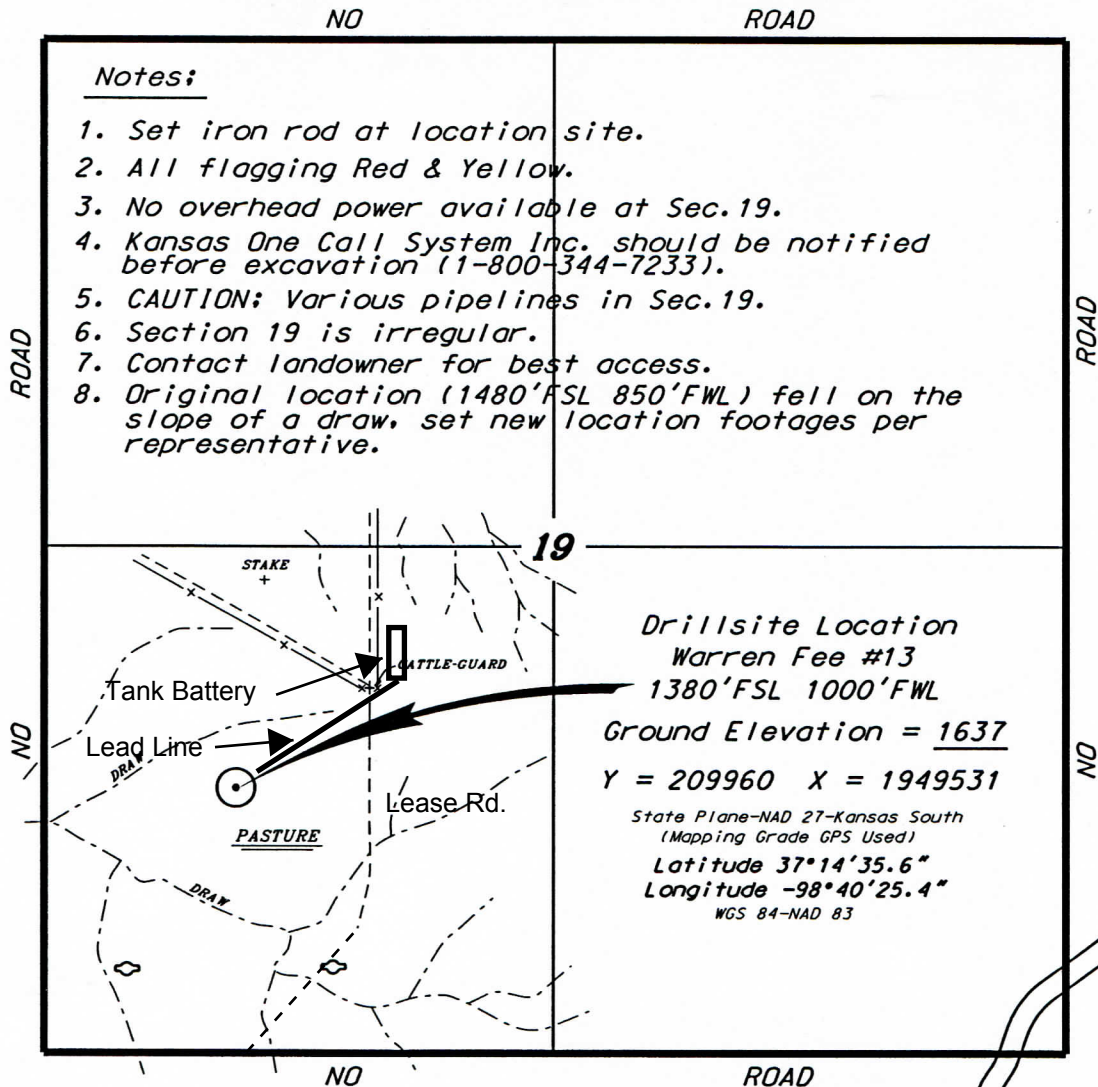 NO ROAD
Notes:
1. Set iron rod at location site.
2. All flagging Red & Yellow.
3. No overhead power available at Sec.19.
4. Kansas One Call System Inc. should be notified
before excavation (1-800-344-7233).
5. CAUTION: Various pipelines in Sec.19.
6. Section 19 is irregular.
7. Contact landowner for best access.
8. Original location (1480'FSL 850'FWL) fell on the
slope of a draw, set new location footages per
representative.
ROAD
ROAD
19
STAKE
CATTLE-GUARD
Tank Battery
Lead Line
DRAW
Lease Rd.
PASTURE
DRAW
Drillsite Location
Warren Fee #13
1380'FSL 1000'FWL
Ground Elevation = 1637
Y = 209960 X = 1949531
State Plane-NAD 27-Kansas South
(Mapping Grade GPS Used)
Latitude 37°14'35.6"
Longitude -98°40'25.4"
WGS 84-NAD 83
NO
NO
NO ROAD